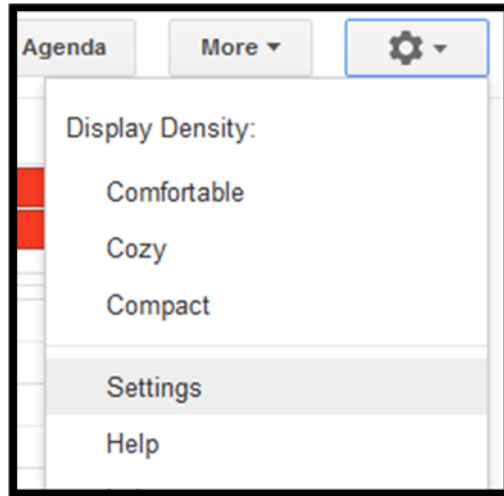 Agenda More
Display Density:
Comfortable
Cozy
Compact
Settings
Help